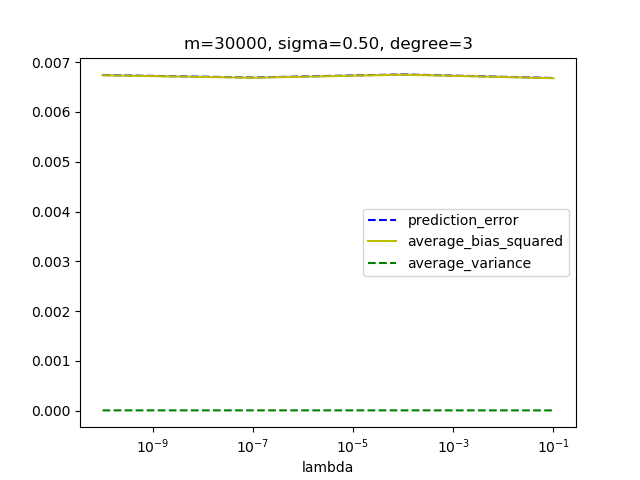 m=30000, sigma=0.50, degree=3
0.007
0.006
0.005
0.004
0.003
0.002
0.001
0.000
prediction_error
average_bias_squared
average_variance
10⁻⁹ 10⁻⁷ 10⁻⁵ 10⁻³ 10⁻¹
lambda